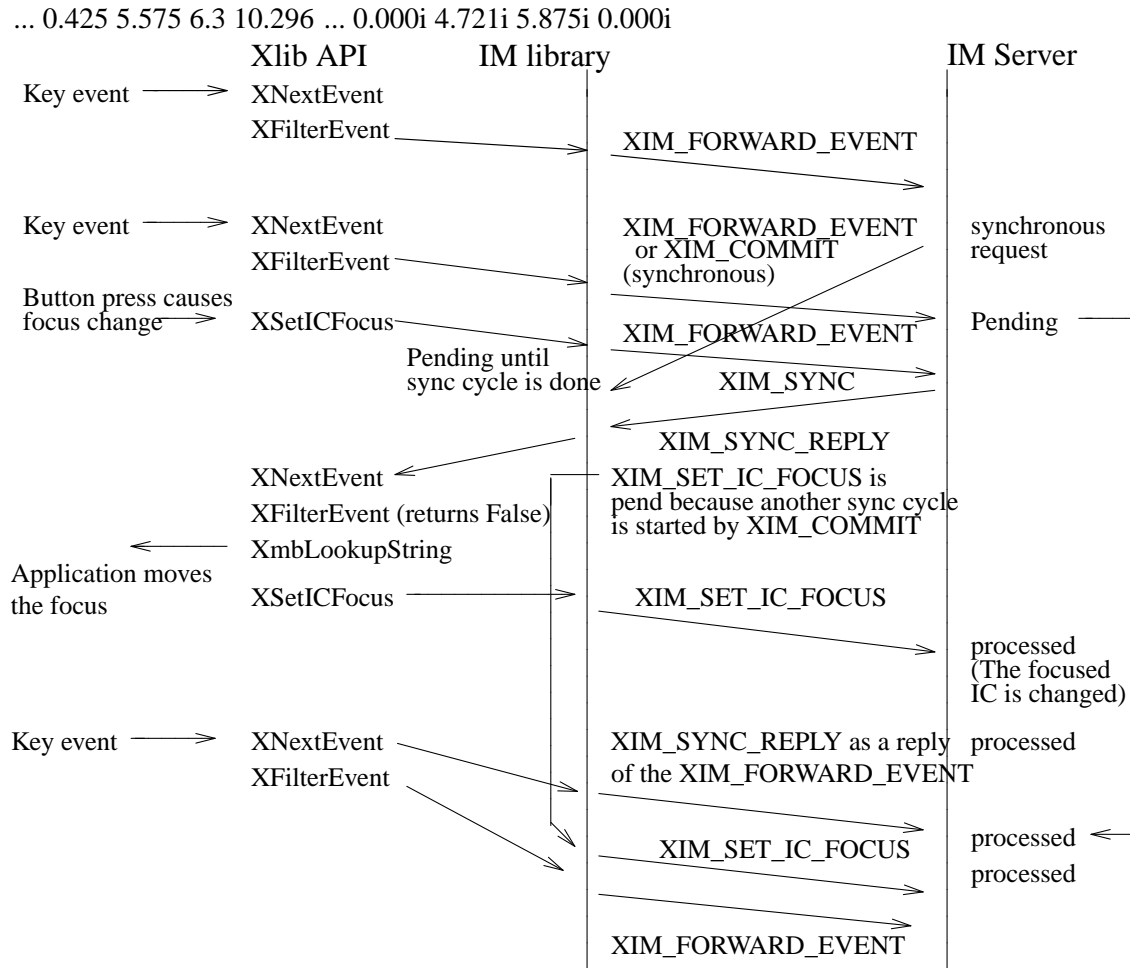 ... 0.425 5.575 6.3 10.296 ... 0.000i 4.721i 5.875i 0.000i
Xlib API IM library IM Server
Key event XNextEvent
XFilterEvent XIM_FORWARD_EVENT
Key event XNextEvent XIM_FORWARD_EVENT synchronous
or XIM_COMMIT request
XFilterEvent (synchronous)
Button press causes
focus change XSetICFocus XIM_FORWARD_EVENT Pending
Pending until
sync cycle is done XIM_SYNC
XIM_SYNC_REPLY
XNextEvent XIM_SET_IC_FOCUS is
pend because another sync cycle
XFilterEvent (returns False) is started by XIM_COMMIT
XmbLookupString
Application moves
the focus XSetICFocus XIM_SET_IC_FOCUS
processed
(The focused
IC is changed)
Key event XNextEvent XIM_SYNC_REPLY as a reply processed
XFilterEvent of the XIM_FORWARD_EVENT
processed
XIM_SET_IC_FOCUS
processed
XIM_FORWARD_EVENT